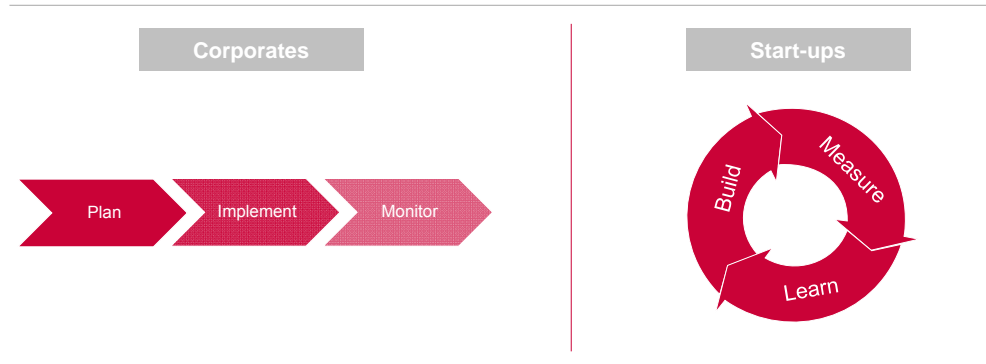 Corporates
Start-ups
Plan
Implement
Monitor
Build
Measure
Learn